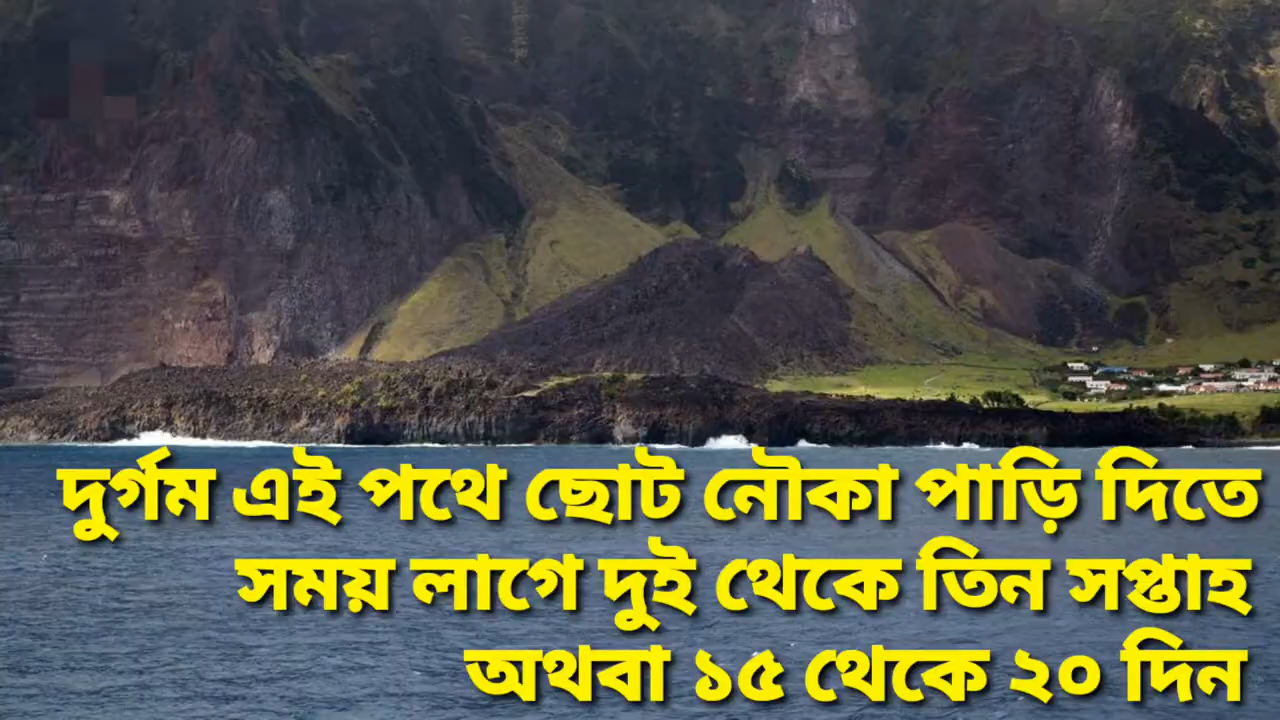 দুর্গম এই পথে ছোট নৌকা পাড়ি দিতে
সময় লাগে দুই থেকে তিন সপ্তাহ
অথবা ১৫ থেকে ২০ দিন